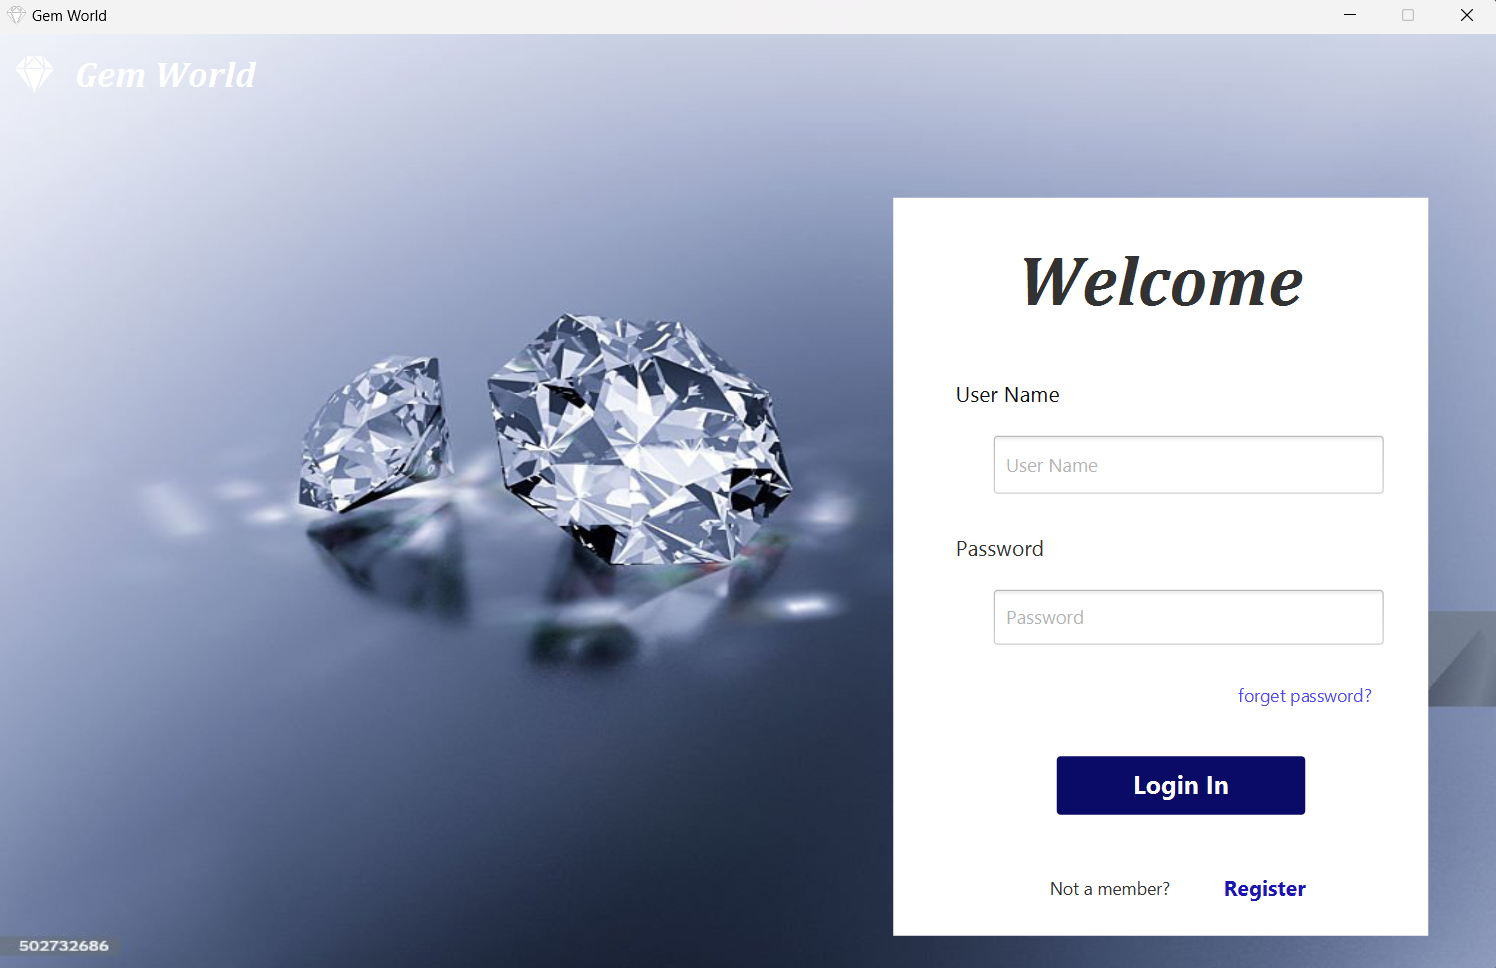 Gem World
Gem World
Welcome
User Name
User Name
Password
Password
forget password?
Login In
Not a member? Register
502732686